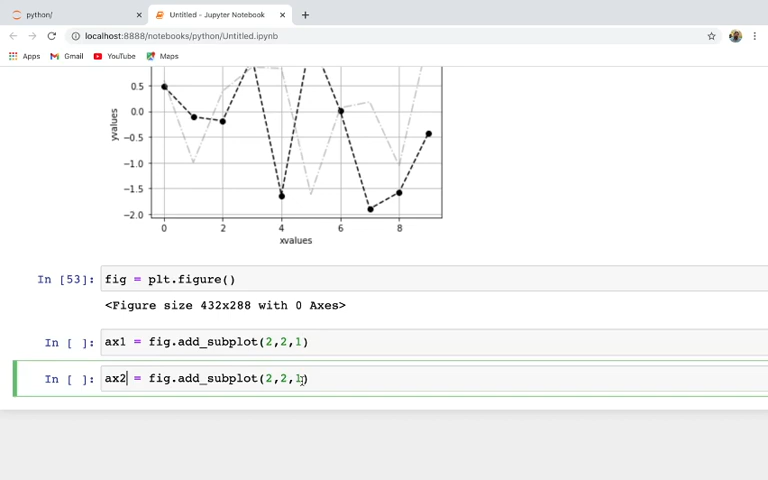 python/
Untitled - Jupyter Notebook
localhost:8888/notebooks/python/Untitled.ipynb
Apps Gmail YouTube Maps
0.5
0.0
−0.5
−1.0
−1.5
−2.0
yvalues
0 2 4 6 8
xvalues
In [53]: fig = plt.figure()
<Figure size 432x288 with 0 Axes>
In [ ]: ax1 = fig.add_subplot(2,2,1)
In [ ]: ax2 = fig.add_subplot(2,2,1)